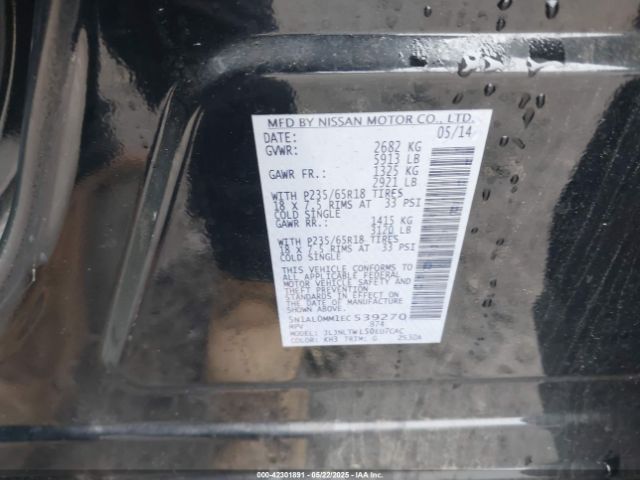 MFD BY NISSAN MOTOR CO., LTD.
DATE: 05/14
GVWR: 2682 KG
5913 LB
GAWR FR.: 1325 KG
2921 LB
WITH P235/65R18 TIRES
18 X 7.5 RIMS AT 33 PSI
COLD SINGLE
GAWR RR.: 1415 KG
3120 LB
WITH P235/65R18 TIRES
18 X 7.5 RIMS AT 33 PSI
COLD SINGLE
THIS VEHICLE CONFORMS TO
ALL APPLICABLE FEDERAL
MOTOR VEHICLE SAFETY AND
THEFT PREVENTION
STANDARDS IN EFFECT ON
THE DATE OF MANUFACTURE
SHOWN ABOVE.
5N1AL0MM1EC539270
MPV 874
MODEL: JLJNLTWL50EU7CAC
COLOR: KH3 TRIM: G
000-42301891 - 05/22/2025 - IAA Inc.